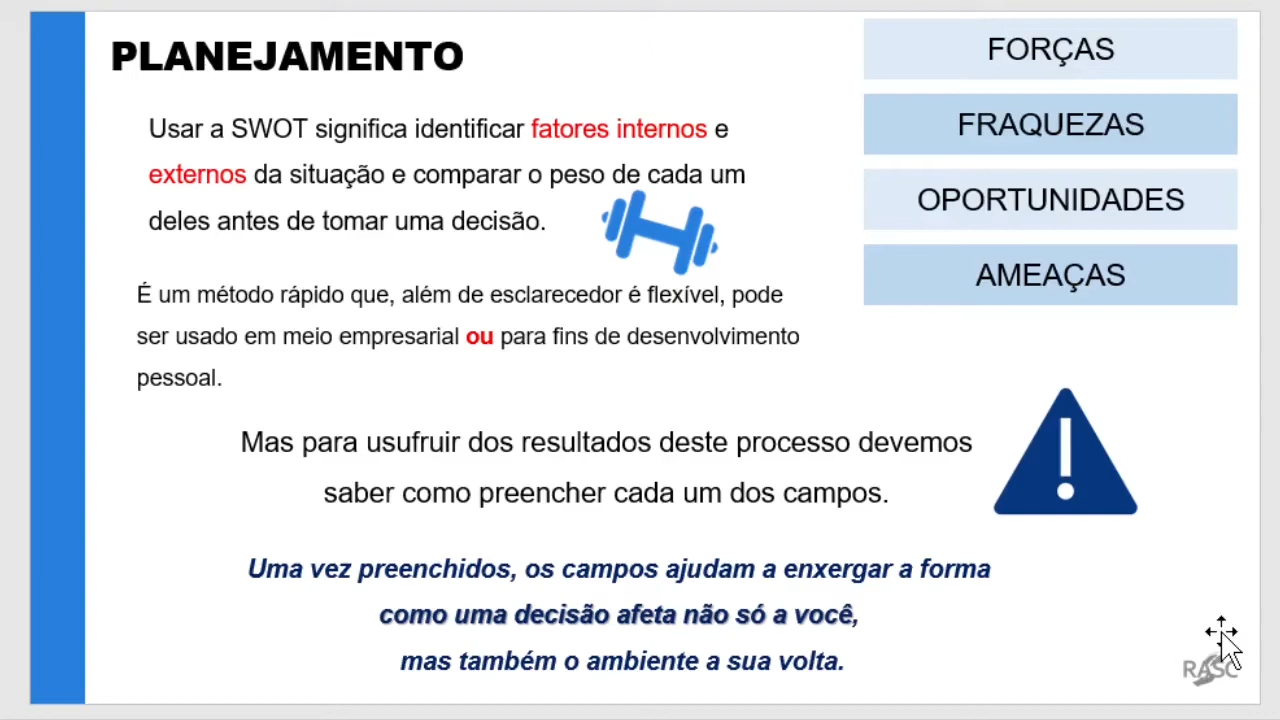 PLANEJAMENTO
Usar a SWOT significa identificar fatores internos e
externos da situação e comparar o peso de cada um
deles antes de tomar uma decisão.
É um método rápido que, além de esclarecedor é flexível, pode
ser usado em meio empresarial ou para fins de desenvolvimento
pessoal.
FORÇAS
FRAQUEZAS
OPORTUNIDADES
AMEAÇAS
Mas para usufruir dos resultados deste processo devemos
saber como preencher cada um dos campos.
Uma vez preenchidos, os campos ajudam a enxergar a forma
como uma decisão afeta não só a você,
mas também o ambiente a sua volta.
RASC